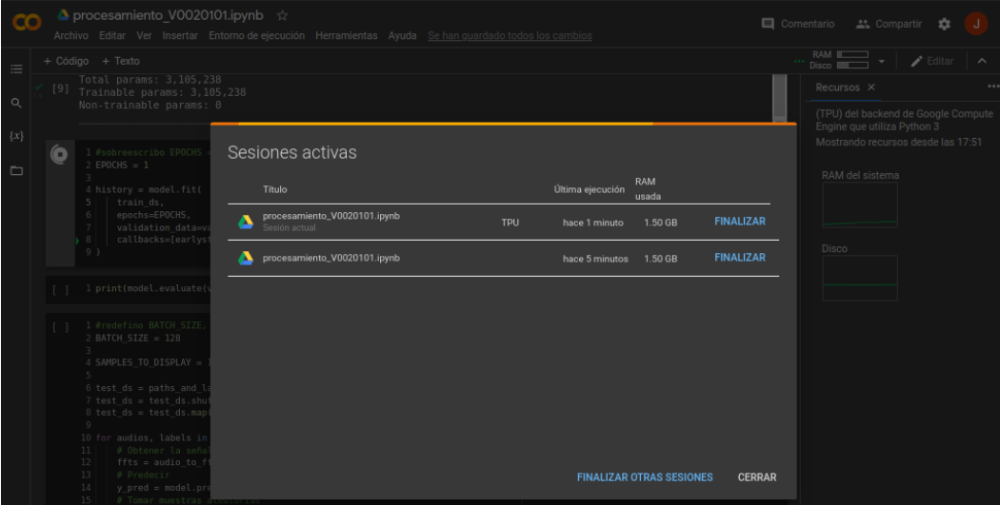 procesamiento_V0020101.ipynb
Comentario Compartir J
Archivo Editar Ver Insertar Entorno de ejecución Herramientas Ayuda Se han guardado todos los cambios
+ Código + Texto
RAM
Disco
Editar
Total params: 3,105,238
[9] Trainable params: 3,105,238
Non-trainable params: 0
Recursos ×
(TPU) del backend de Google Compute
Engine que utiliza Python 3
Mostrando recursos desde las 17:51
RAM del sistema
Disco
{x}
1 #sobreescribo EPOCHS =
2 EPOCHS = 1
3
4 history = model.fit(
5 train_ds,
6 epochs=EPOCHS,
7 validation_data=va
8 callbacks=[earlyst
9 )
[ ] 1 print(model.evaluate(v
[ ] 1 #redefino BATCH_SIZE,
2 BATCH_SIZE = 128
3
4 SAMPLES_TO_DISPLAY =
5
6 test_ds = paths_and_la
7 test_ds = test_ds.shuf
8 test_ds = test_ds.map(
9
10 for audios, labels in
11 # Obtener la señal
12 ffts = audio_to_ff
13 # Predecir
14 y_pred = model.pre
15 # Tomar muestras aleatorias
Sesiones activas
Título Última ejecución RAM
usada
procesamiento_V0020101.ipynb TPU hace 1 minuto 1.50 GB FINALIZAR
Sesión actual
procesamiento_V0020101.ipynb hace 5 minutos 1.50 GB FINALIZAR
FINALIZAR OTRAS SESIONES CERRAR